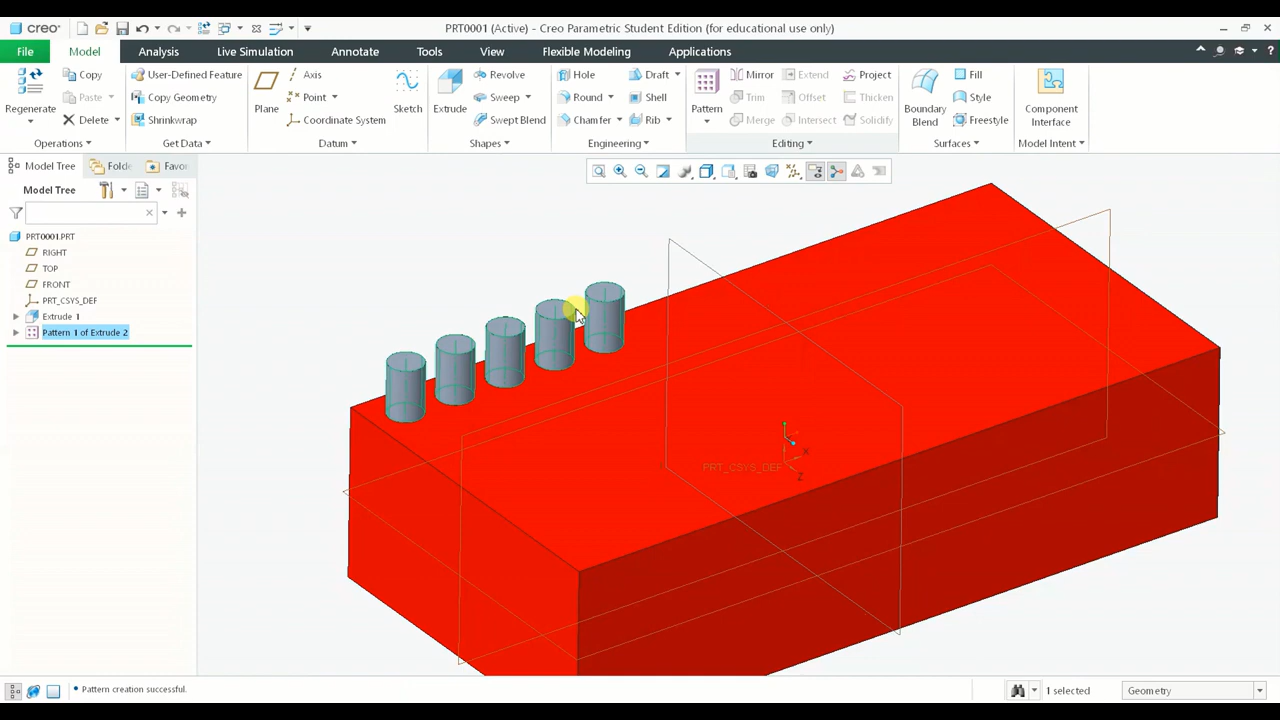 creo
PRT0001 (Active) - Creo Parametric Student Edition (for educational use only)
File Model Analysis Live Simulation Annotate Tools View Flexible Modeling Applications
Regenerate
Copy
Paste
Delete
Operations
User-Defined Feature
Copy Geometry
Shrinkwrap
Get Data
Plane
Axis
Point
Coordinate System
Sketch
Datum
Extrude
Revolve
Sweep
Swept Blend
Shapes
Hole
Round
Chamfer
Draft
Shell
Rib
Engineering
Pattern
Mirror
Trim
Merge
Extend
Offset
Intersect
Project
Thicken
Solidify
Editing
Boundary
Blend
Fill
Style
Freestyle
Surfaces
Component
Interface
Model Intent
Model Tree Folde Favor
Model Tree
PRT0001.PRT
RIGHT
TOP
FRONT
PRT_CSYS_DEF
Extrude 1
Pattern 1 of Extrude 2
PRT_CSYS_DEF
X
Z
Pattern creation successful.
1 selected
Geometry